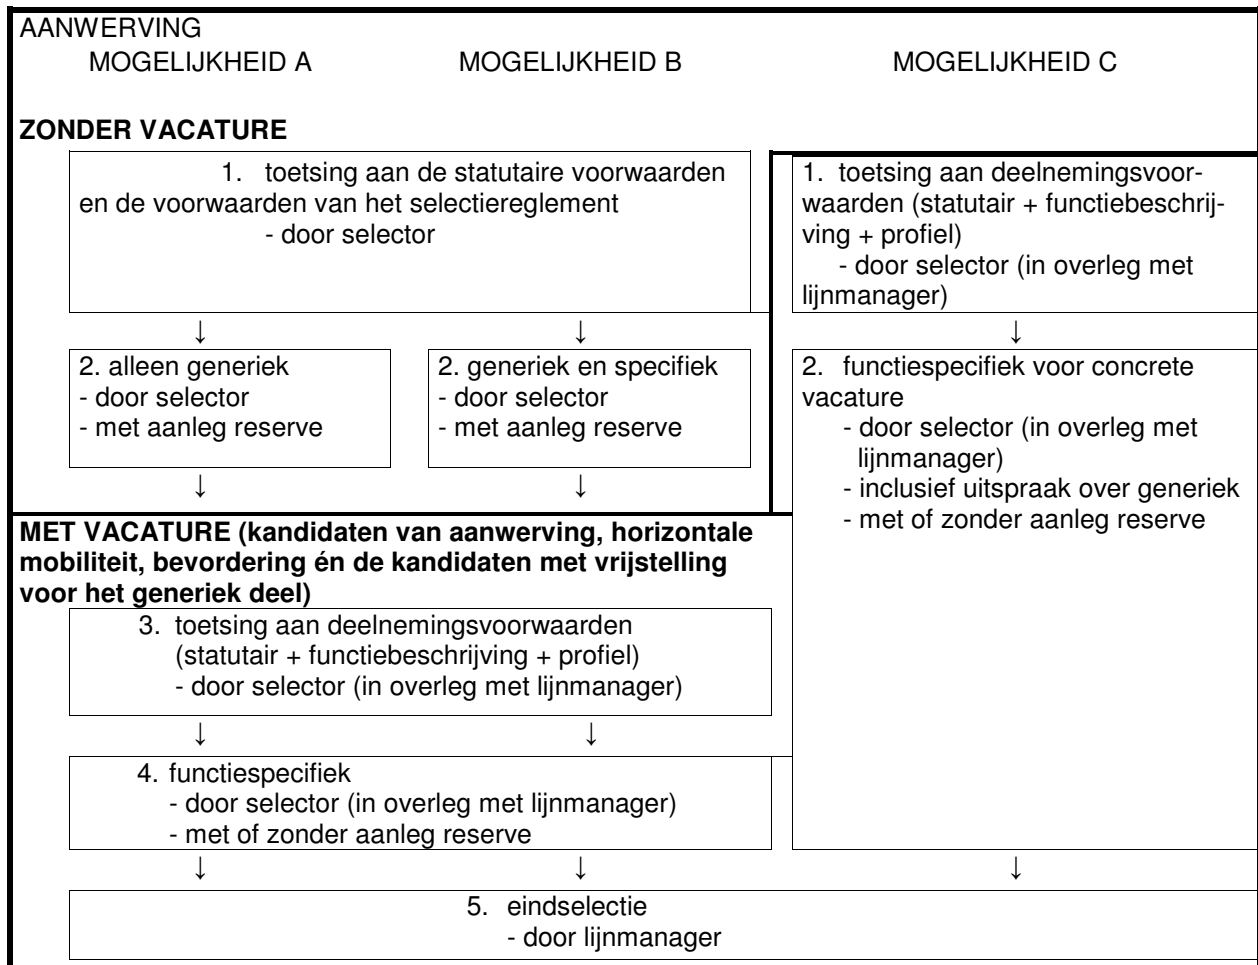 AANWERVING
MOGELIJKHEID A MOGELIJKHEID B MOGELIJKHEID C
ZONDER VACATURE
1. toetsing aan de statutaire voorwaarden
en de voorwaarden van het selectiereglement
- door selector
1. toetsing aan deelnemingsvoor-
waarden (statutair + functiebeschrij-
ving + profiel)
- door selector (in overleg met
lijnmanager)
↓ ↓ ↓
2. alleen generiek
- door selector
- met aanleg reserve
2. generiek en specifiek
- door selector
- met aanleg reserve
2. functiespecifiek voor concrete
vacature
- door selector (in overleg met
lijnmanager)
- inclusief uitspraak over generiek
- met of zonder aanleg reserve
↓ ↓
MET VACATURE (kandidaten van aanwerving, horizontale
mobiliteit, bevordering én de kandidaten met vrijstelling
voor het generiek deel)
3. toetsing aan deelnemingsvoorwaarden
(statutair + functiebeschrijving + profiel)
- door selector (in overleg met lijnmanager)
↓ ↓
4. functiespecifiek
- door selector (in overleg met lijnmanager)
- met of zonder aanleg reserve
↓ ↓ ↓
5. eindselectie
- door lijnmanager